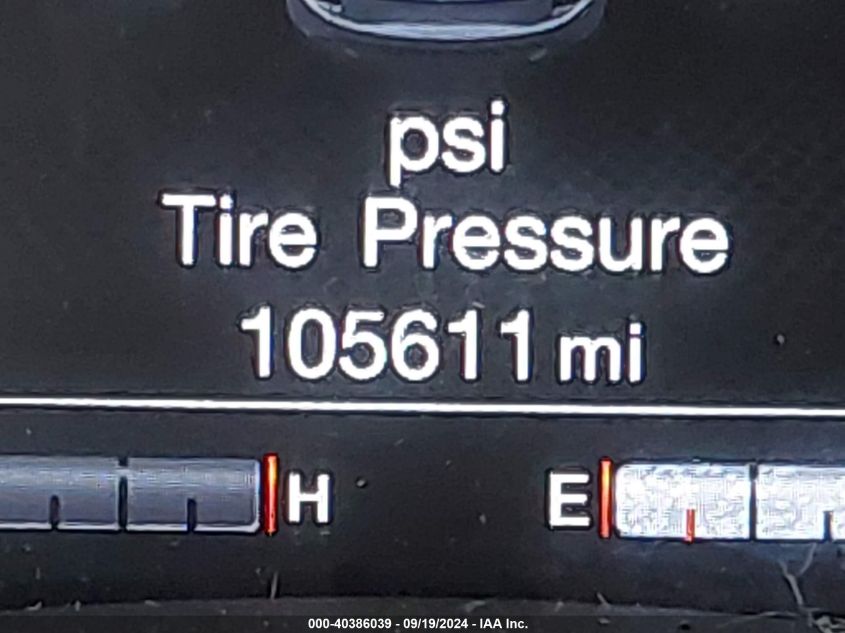 psi
Tire Pressure
105611 mi
H E
000-40386039 - 09/19/2024 - IAA Inc.